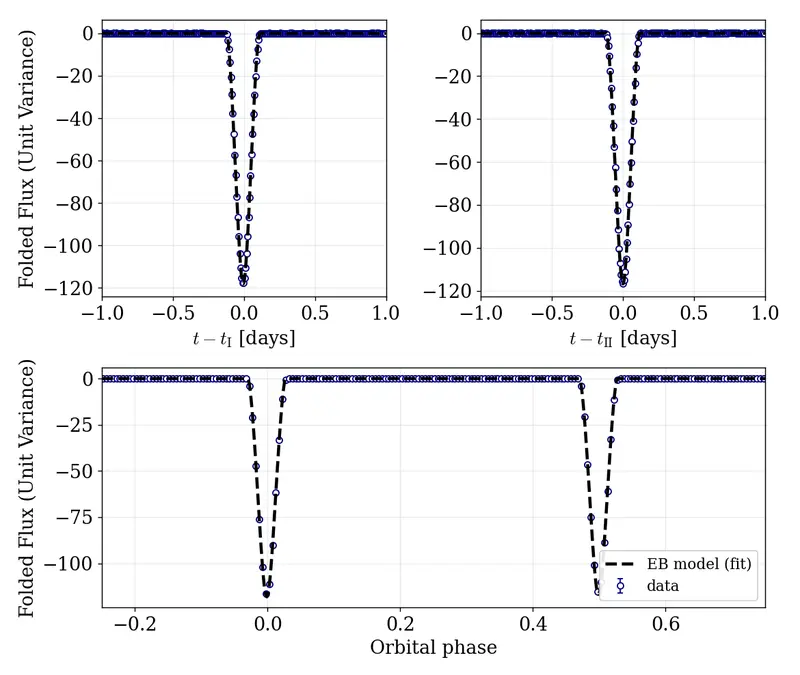 Folded Flux (Unit Variance)
0
−20
−40
−60
−80
−100
−120
−1.0 −0.5 0.0 0.5 1.0
t − tI [days]
0
−20
−40
−60
−80
−100
−120
−1.0 −0.5 0.0 0.5 1.0
t − tII [days]
Folded Flux (Unit Variance)
0
−25
−50
−75
−100
−0.2 0.0 0.2 0.4 0.6
Orbital phase
EB model (fit)
data